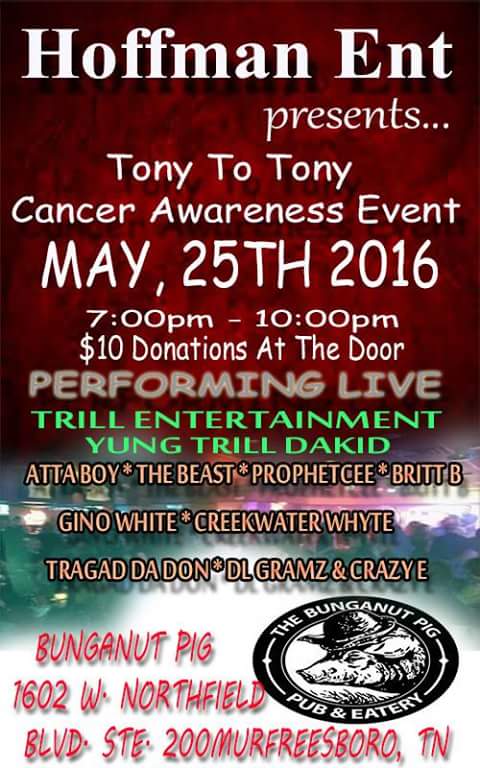 Hoffman Ent
presents...
Tony To Tony
Cancer Awareness Event
MAY, 25TH 2016
7:00pm - 10:00pm
$10 Donations At The Door
PERFORMING LIVE
TRILL ENTERTAINMENT
YUNG TRILL DAKID
ATTA BOY * THE BEAST * PROPHETCEE * BRITT B
GINO WHITE * CREEKWATER WHYTE
TRAGAD DA DON * DL GRAMZ & CRAZY E
THE BUNGANUT PIG
PUB & EATERY
BUNGANUT PIG
1602 W. NORTHFIELD
BLVD. STE. 200MURFREESBORO, TN